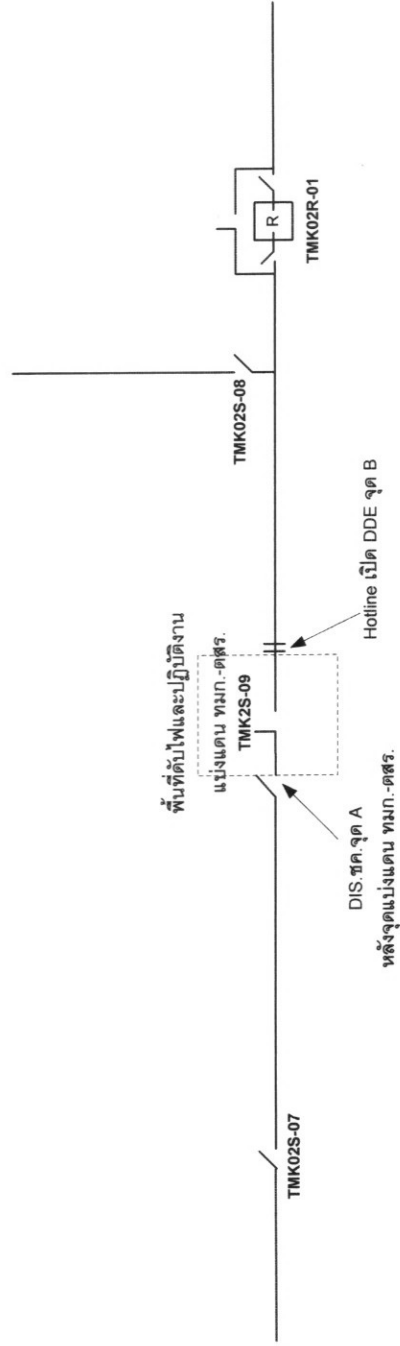 พื้นที่ดับไฟและปฏิบัติงาน
แบ่งแดน ทมก.-ตสร.
TMK2S-09
TMK02S-08
R
TMK02R-01
TMK02S-07
DIS.ชค.จุด A
หลังจุดแบ่งแดน ทมก.-ตสร.
Hotline เปิด DDE จุด B